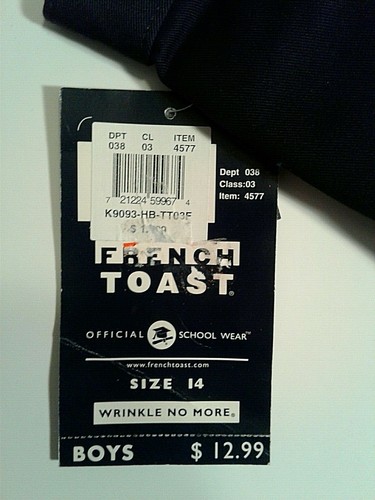 DPT CL ITEM
038 03 4577
7 21224 59967 4
K9093-HB-TT03F
Dept 038
Class:03
Item: 4577
FRENCH
TOAST®
OFFICIAL SCHOOL WEAR™
www.frenchtoast.com
SIZE 14
WRINKLE NO MORE®
BOYS $ 12.99